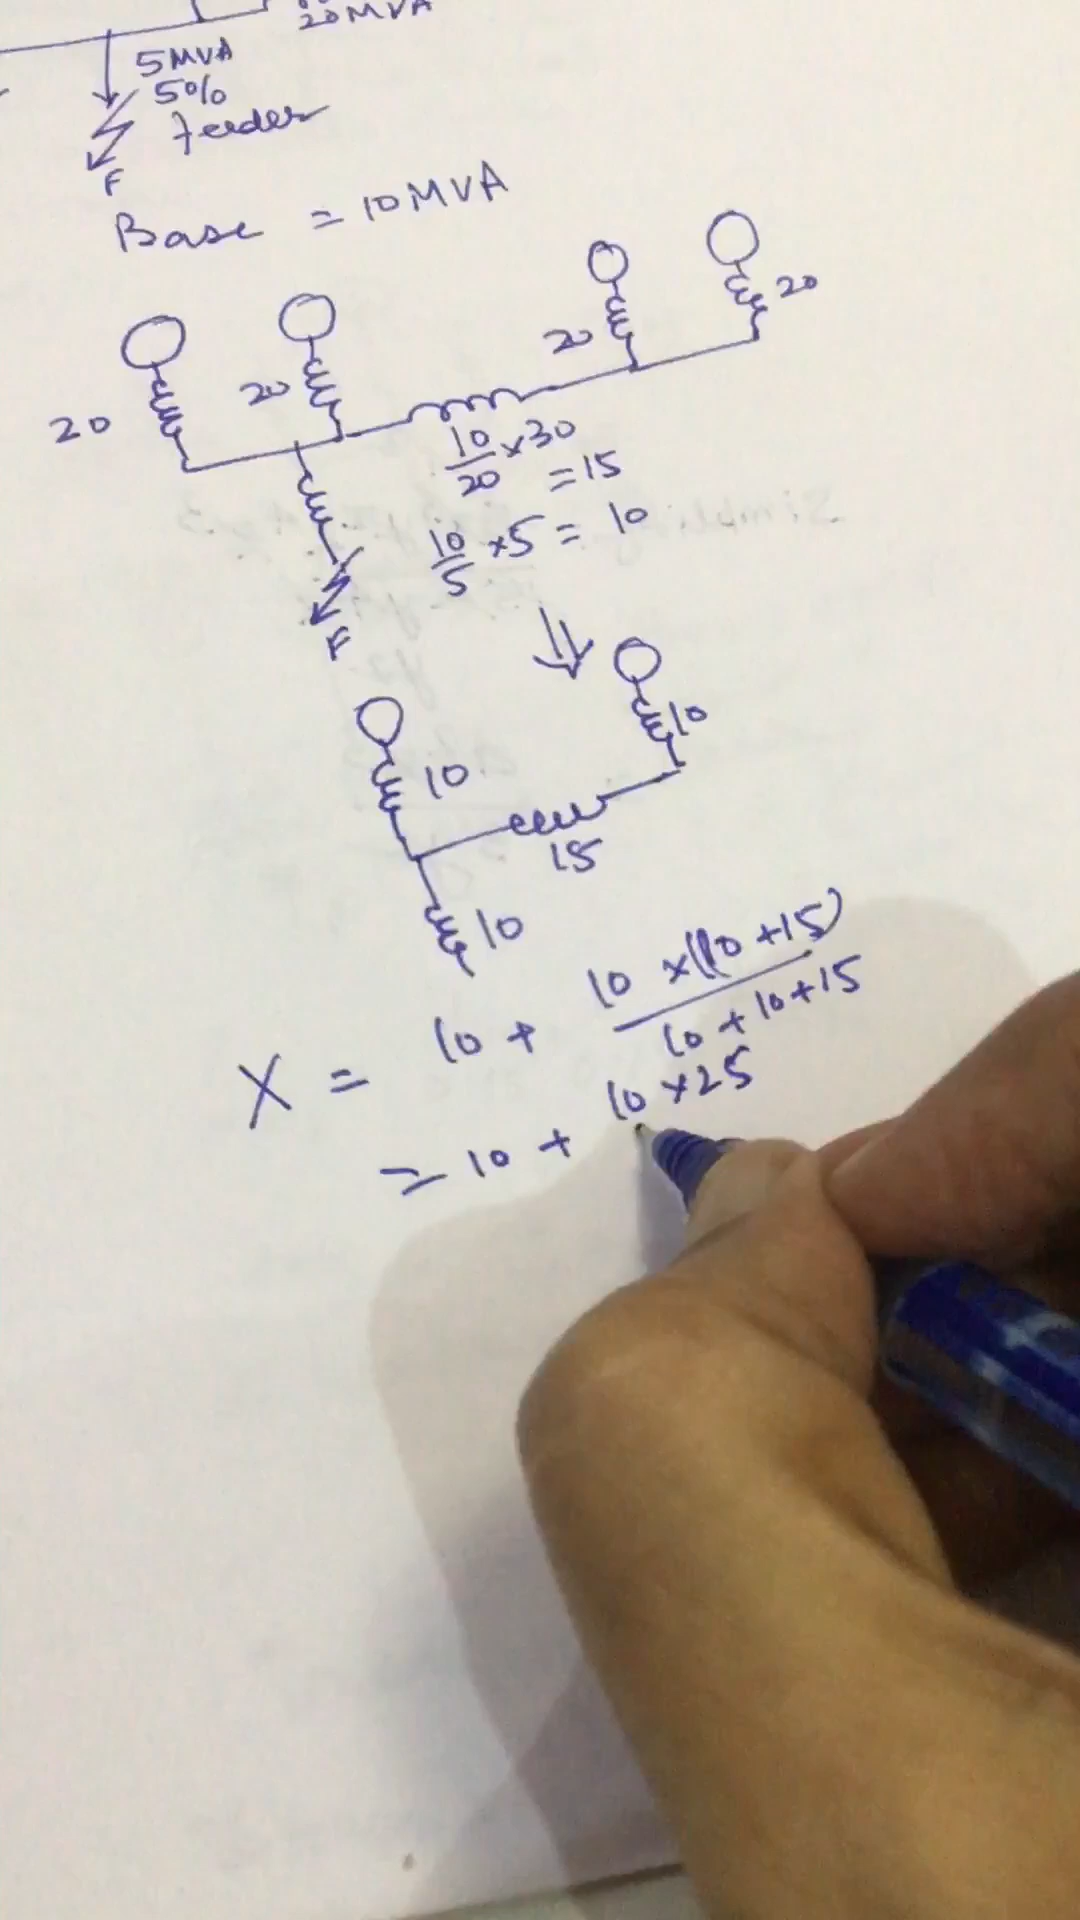 20MVA
5MVA
5%
feeder
F
Base = 10MVA
20
20
20
20
10/20 × 30
= 15
10/5 × 5 = 10
F
⇓
10
10
15
10
X = 10 + 10 × (10 + 15) / 10 + 10 + 15
= 10 + 10 × 25